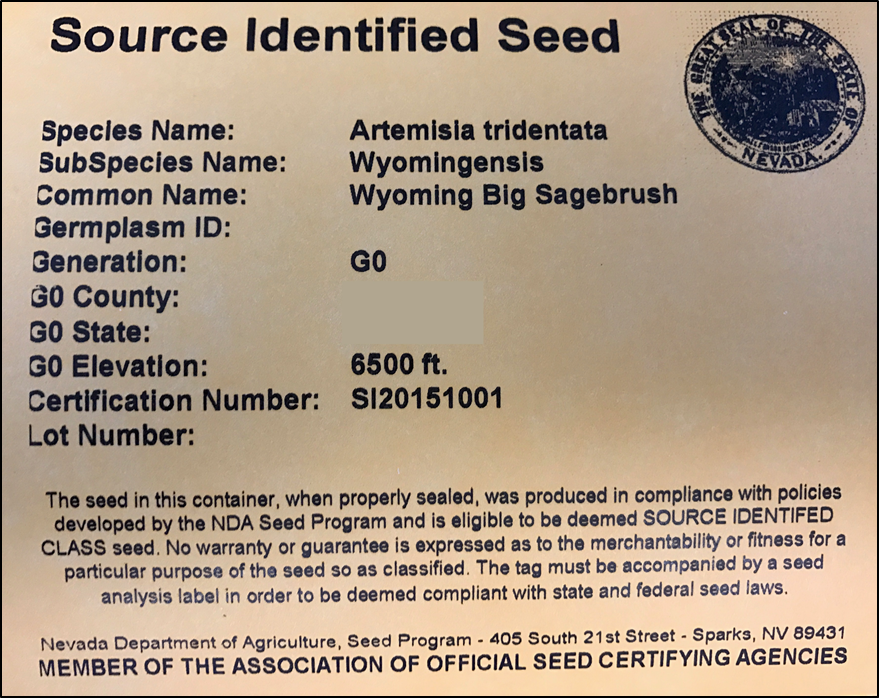 Source Identified Seed
THE GREAT SEAL OF THE STATE OF
NEVADA
Species Name: Artemisia tridentata
SubSpecies Name: Wyomingensis
Common Name: Wyoming Big Sagebrush
Germplasm ID:
Generation: G0
G0 County:
G0 State:
G0 Elevation: 6500 ft.
Certification Number: SI20151001
Lot Number:
The seed in this container, when properly sealed, was produced in compliance with policies
developed by the NDA Seed Program and is eligible to be deemed SOURCE IDENTIFED
CLASS seed. No warranty or guarantee is expressed as to the merchantability or fitness for a
particular purpose of the seed so as classified. The tag must be accompanied by a seed
analysis label in order to be deemed compliant with state and federal seed laws.
Nevada Department of Agriculture, Seed Program - 405 South 21st Street - Sparks, NV 89431
MEMBER OF THE ASSOCIATION OF OFFICIAL SEED CERTIFYING AGENCIES